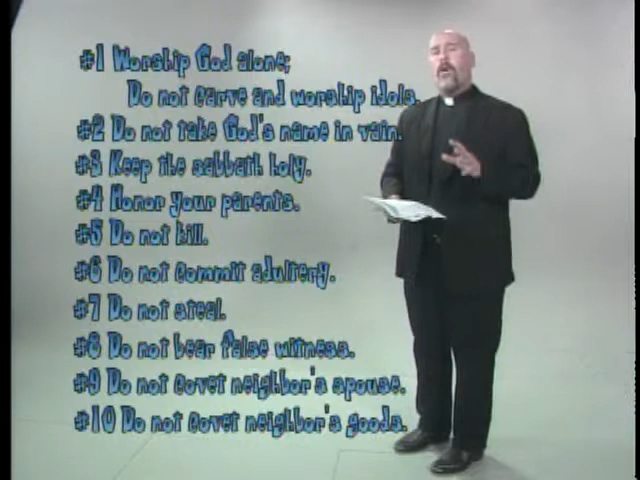 #1 Worship God alone;
Do not carve and worship idols.
#2 Do not take God's name in vain.
#3 Keep the sabbath holy.
#4 Honor your parents.
#5 Do not kill.
#6 Do not commit adultery.
#7 Do not steal.
#8 Do not bear false witness.
#9 Do not covet neighbor's spouse.
#10 Do not covet neighbor's goods.